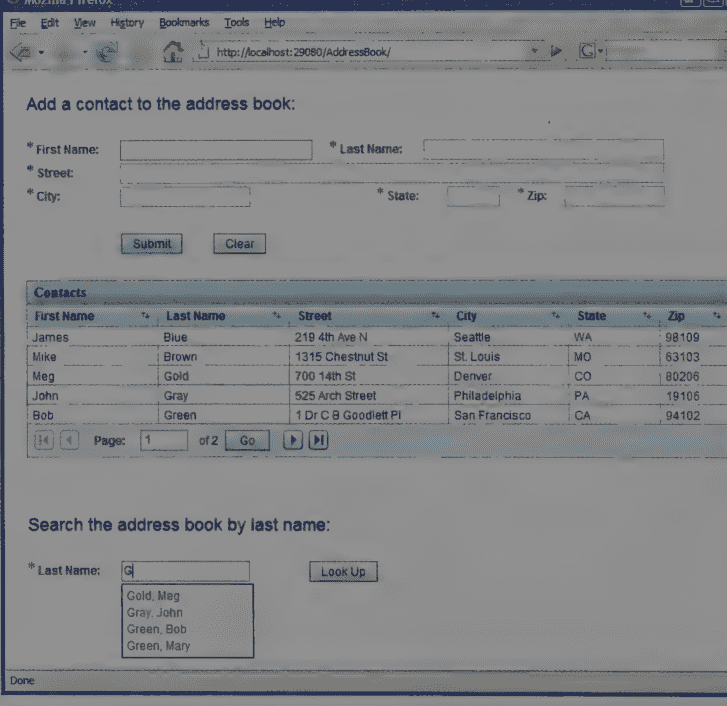 Mozilla Firefox
File Edit View History Bookmarks Tools Help
http://localhost:29080/AddressBook/ G
Add a contact to the address book:
* First Name: * Last Name:
* Street:
* City: * State: * Zip:
Submit Clear
Contacts
First Name Last Name Street City State Zip
James Blue 219 4th Ave N Seattle WA 98109
Mike Brown 1315 Chestnut St St. Louis MO 63103
Meg Gold 700 14th St Denver CO 80206
John Gray 525 Arch Street Philadelphia PA 19106
Bob Green 1 Dr C B Goodlett Pl San Francisco CA 94102
Page: 1 of 2 Go
Search the address book by last name:
* Last Name: G Look Up
Gold, Meg
Gray, John
Green, Bob
Green, Mary
Done